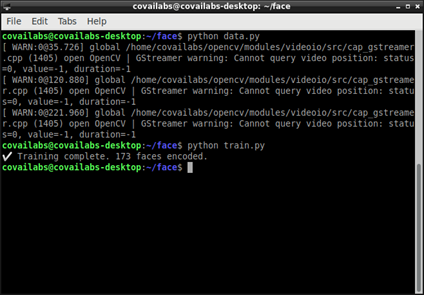 covailabs@covailabs-desktop: ~/face
File Edit Tabs Help
covailabs@covailabs-desktop:~/face$ python data.py
[ WARN:0@35.726] global /home/covailabs/opencv/modules/videoio/src/cap_gstreamer
.cpp (1405) open OpenCV | GStreamer warning: Cannot query video position: status
=0, value=-1, duration=-1
[ WARN:0@120.880] global /home/covailabs/opencv/modules/videoio/src/cap_gstreame
r.cpp (1405) open OpenCV | GStreamer warning: Cannot query video position: statu
s=0, value=-1, duration=-1
[ WARN:0@221.960] global /home/covailabs/opencv/modules/videoio/src/cap_gstreame
r.cpp (1405) open OpenCV | GStreamer warning: Cannot query video position: statu
s=0, value=-1, duration=-1
covailabs@covailabs-desktop:~/face$ python train.py
✔ Training complete. 173 faces encoded.
covailabs@covailabs-desktop:~/face$